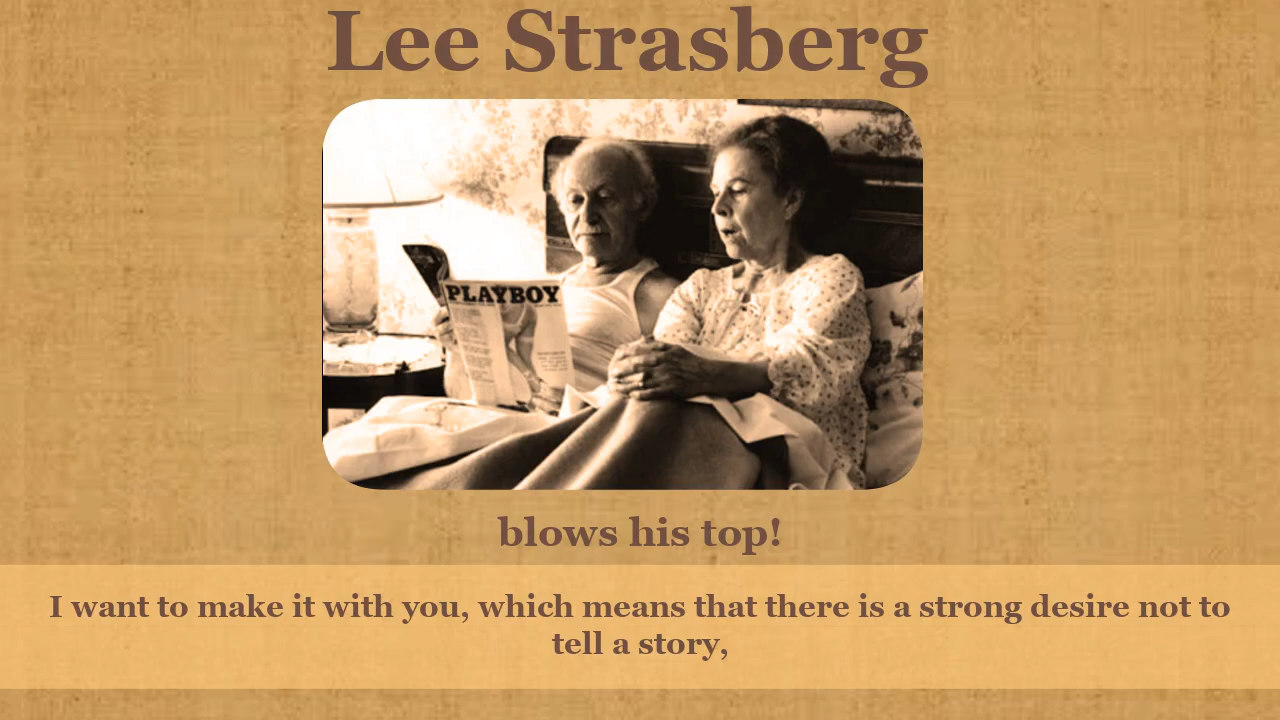 Lee Strasberg
PLAYBOY
blows his top!
I want to make it with you, which means that there is a strong desire not to
tell a story,